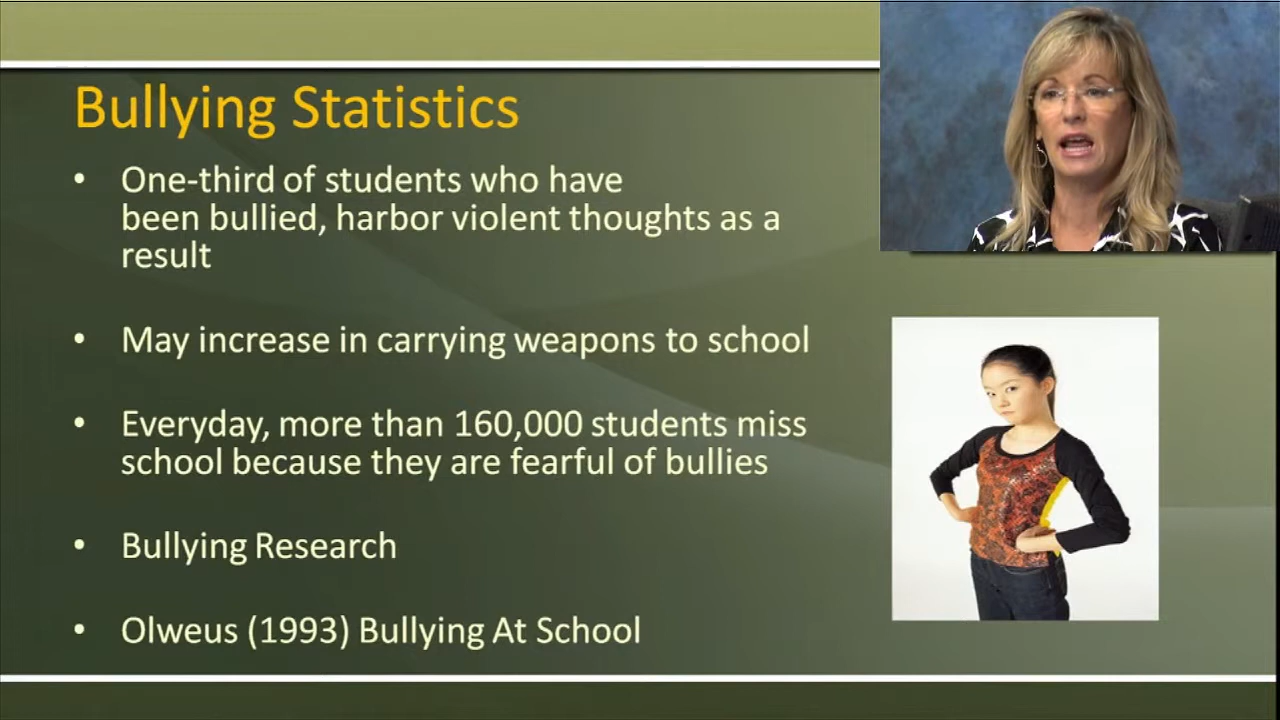 Bullying Statistics
• One-third of students who have
been bullied, harbor violent thoughts as a
result
• May increase in carrying weapons to school
• Everyday, more than 160,000 students miss
school because they are fearful of bullies
• Bullying Research
• Olweus (1993) Bullying At School